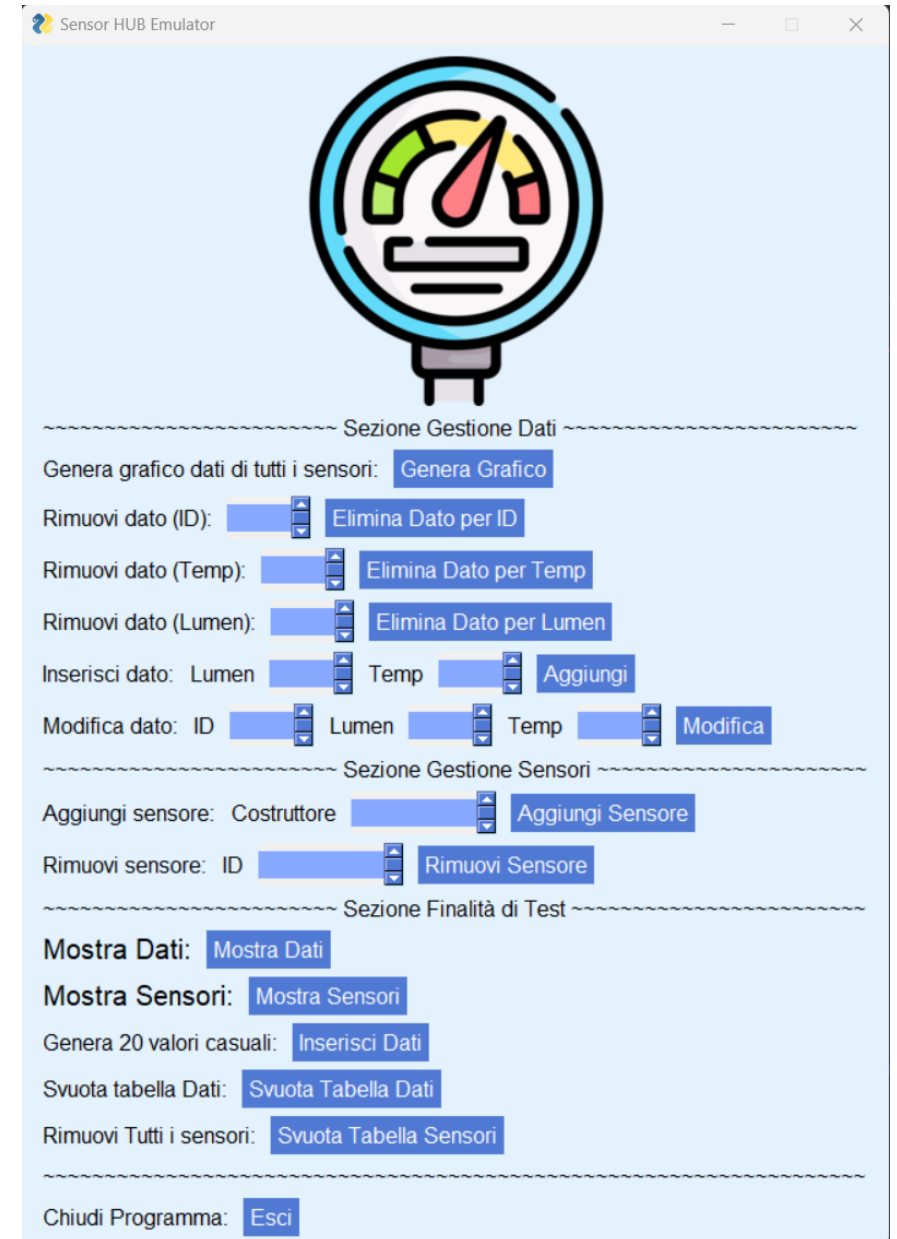 Sensor HUB Emulator
~~~~~~~~~~~~~~~~~~~~~~~~ Sezione Gestione Dati ~~~~~~~~~~~~~~~~~~~~~~~~
Genera grafico dati di tutti i sensori: Genera Grafico
Rimuovi dato (ID): Elimina Dato per ID
Rimuovi dato (Temp): Elimina Dato per Temp
Rimuovi dato (Lumen): Elimina Dato per Lumen
Inserisci dato: Lumen Temp Aggiungi
Modifica dato: ID Lumen Temp Modifica
~~~~~~~~~~~~~~~~~~~~~~~~ Sezione Gestione Sensori ~~~~~~~~~~~~~~~~~~~~~~
Aggiungi sensore: Costruttore Aggiungi Sensore
Rimuovi sensore: ID Rimuovi Sensore
~~~~~~~~~~~~~~~~~~~~~~~~ Sezione Finalità di Test ~~~~~~~~~~~~~~~~~~~~~~~~
Mostra Dati: Mostra Dati
Mostra Sensori: Mostra Sensori
Genera 20 valori casuali: Inserisci Dati
Svuota tabella Dati: Svuota Tabella Dati
Rimuovi Tutti i sensori: Svuota Tabella Sensori
~~~~~~~~~~~~~~~~~~~~~~~~~~~~~~~~~~~~~~~~~~~~~~~~~~~~~~~~~~~~~~~~~~~
Chiudi Programma: Esci